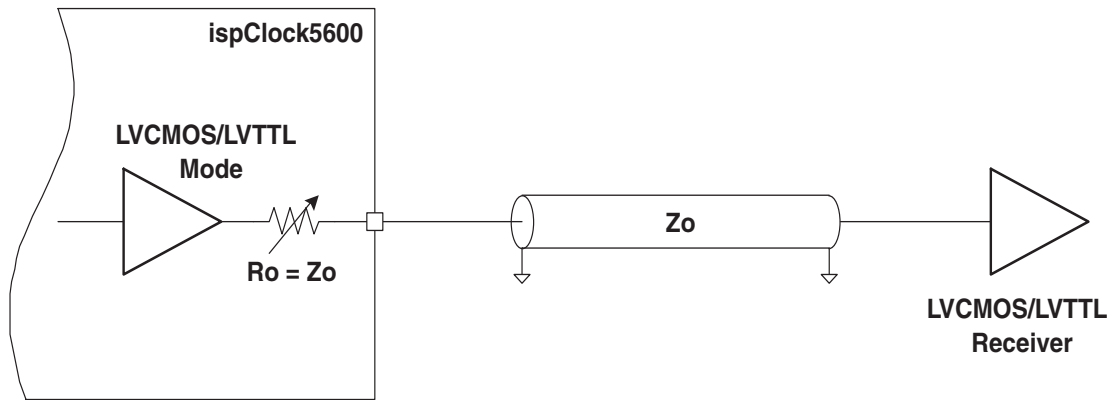 ispClock5600
LVCMOS/LVTTL
Mode
Ro = Zo
Zo
LVCMOS/LVTTL
Receiver